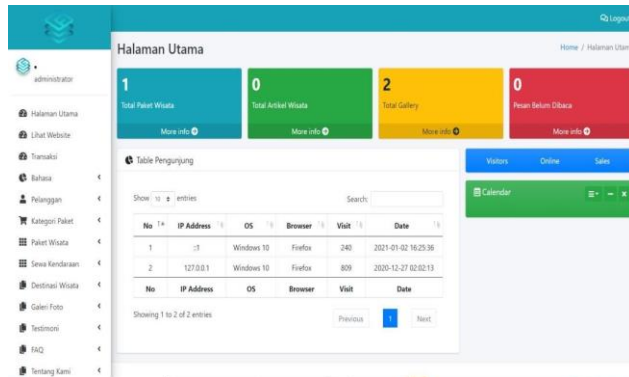 Logout
Halaman Utama
Home / Halaman Utam
administrator
Halaman Utama
Lihat Website
Transaksi
Bahasa
Pelanggan
Kategori Paket
Paket Wisata
Sewa Kendaraan
Destinasi Wisata
Galeri Foto
Testimoni
FAQ
Tentang Kami
1
Total Paket Wisata
More info
0
Total Artikel Wisata
More info
2
Total Gallery
More info
0
Pesan Belum Dibaca
More info
Table Pengunjung
Show 10 entries
Search:
No IP Address OS Browser Visit Date
1 ::1 Windows 10 Firefox 240 2021-01-02 16:25:36
2 127.0.0.1 Windows 10 Firefox 809 2020-12-27 02:02:13
No IP Address OS Browser Visit Date
Showing 1 to 2 of 2 entries
Previous 1 Next
Visitors Online Sales
Calendar